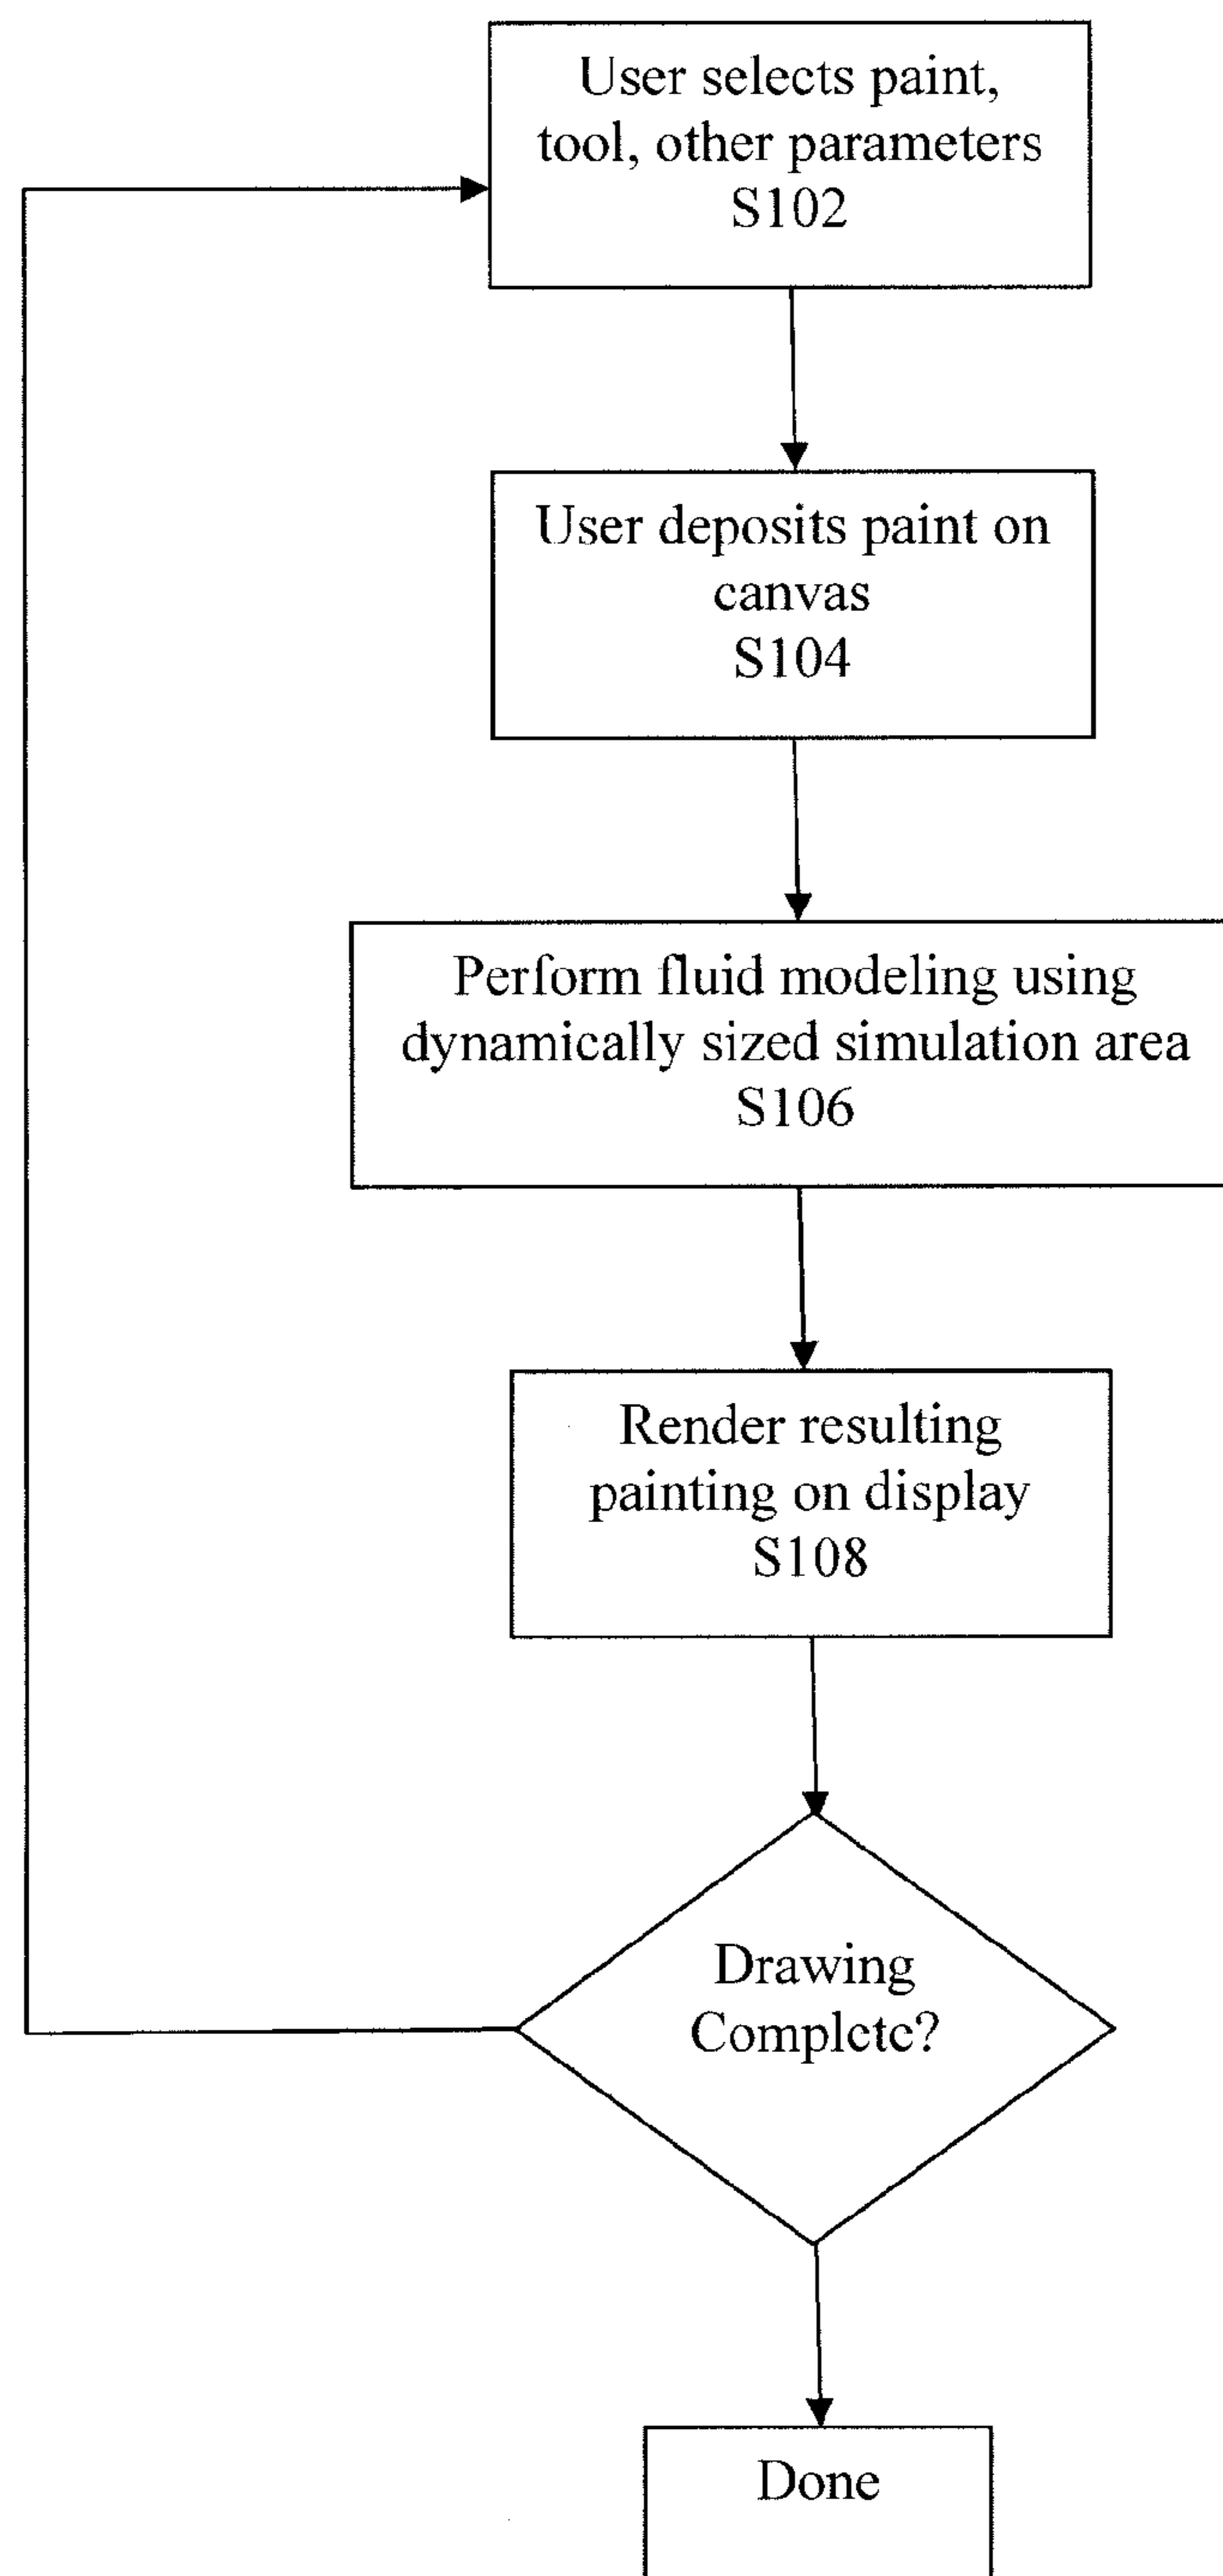 User selects paint,
tool, other parameters
S102
User deposits paint on
canvas
S104
Perform fluid modeling using
dynamically sized simulation area
S106
Render resulting
painting on display
S108
Drawing
Complete?
Done